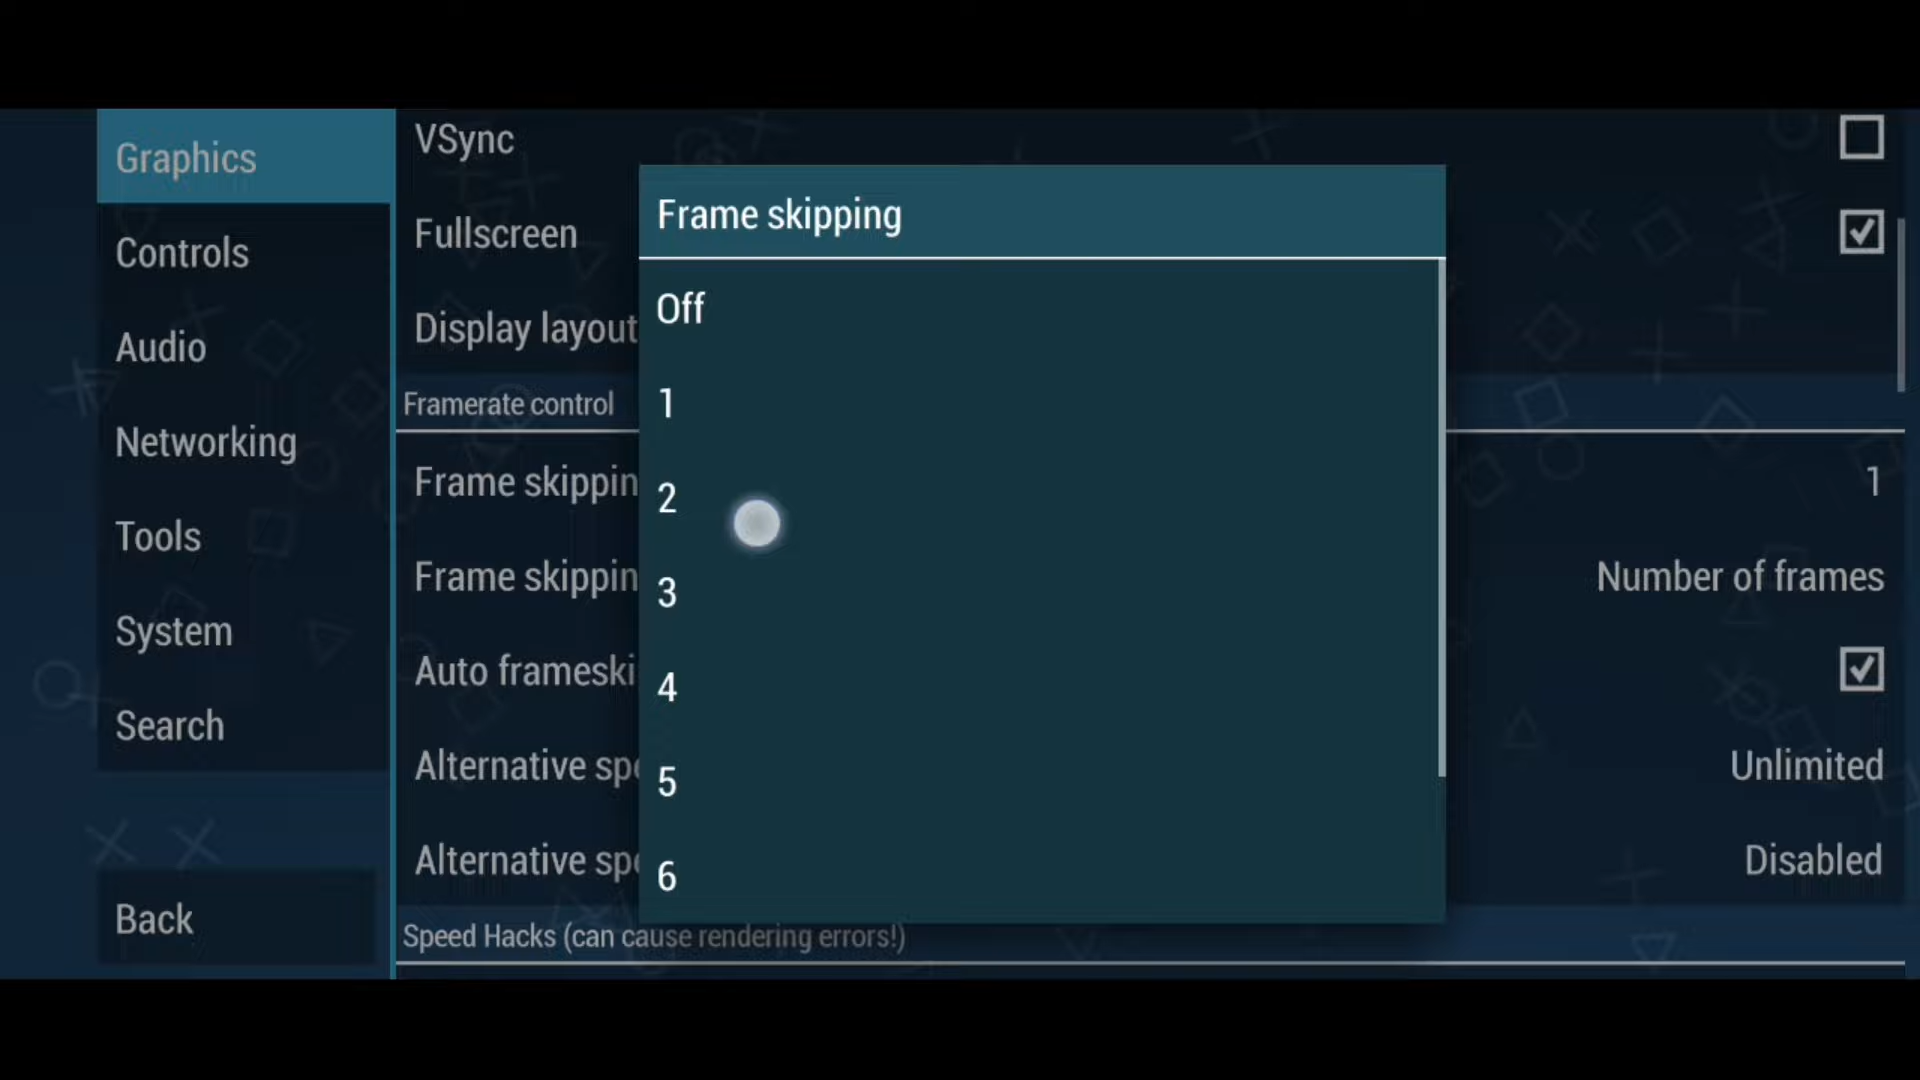 Graphics
Controls
Audio
Networking
Tools
System
Search
Back
VSync
Fullscreen
Display layout
Framerate control
Frame skippin
1
Frame skippin
Number of frames
Auto frameski
Alternative spe
Unlimited
Alternative spe
Disabled
Speed Hacks (can cause rendering errors!)
Frame skipping
Off
1
2
3
4
5
6